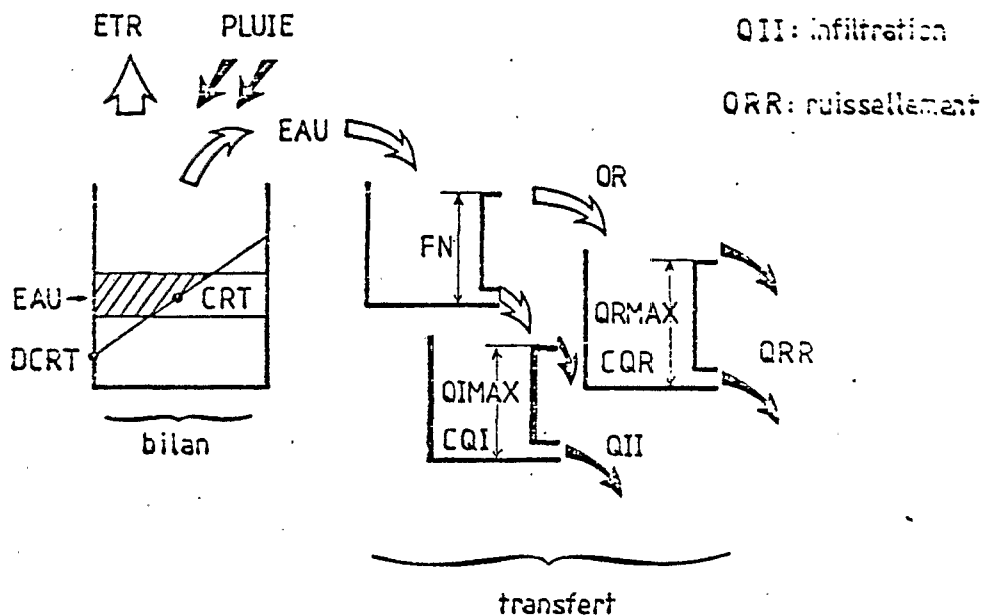 ETR PLUIE
QII: infiltration
QRR: ruissellement
EAU
QR
FN
EAU
CRT
DCRT
QRMAX
CQR
QRR
QIMAX
CQI
QII
bilan
transfert